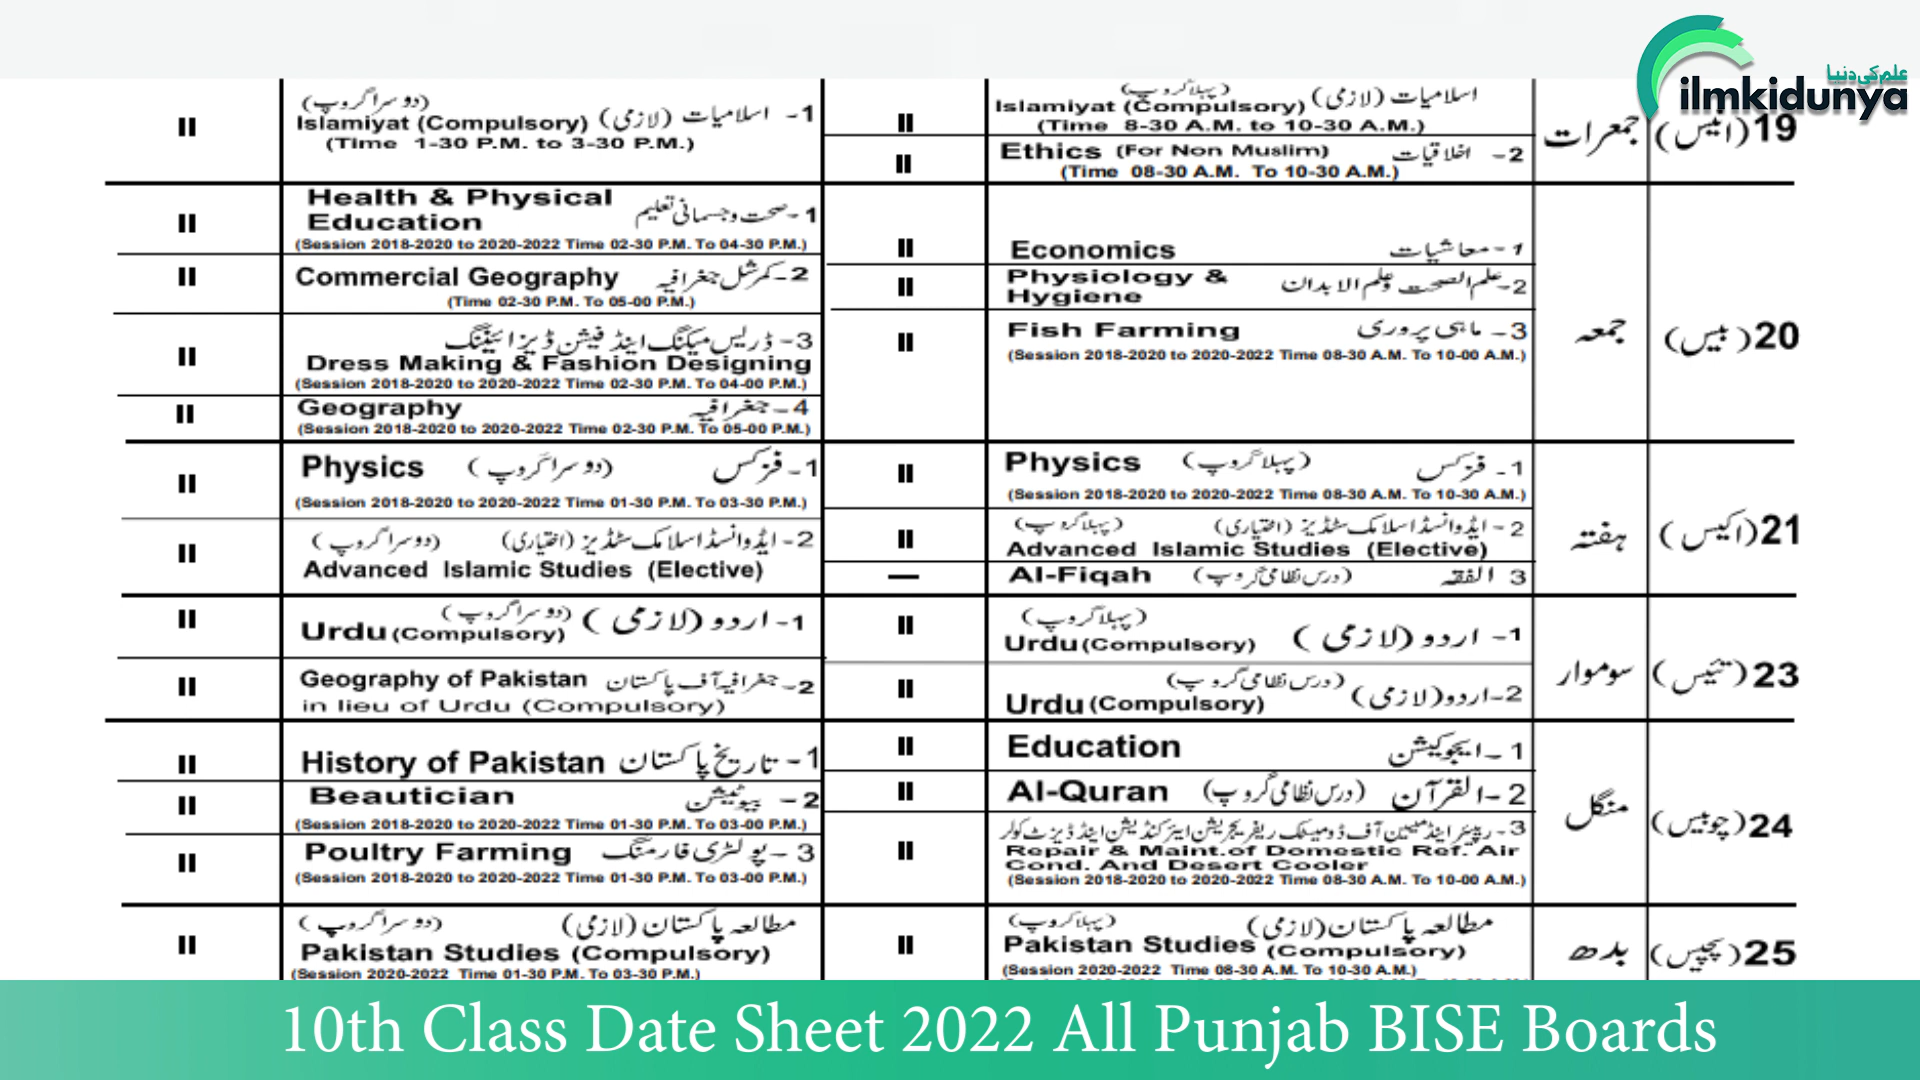 علم کی دنیا
ilmkidunya
19 (انیس) جمعرات
(پہلا گروپ)
اسلامیات (لازمی) Islamiyat (Compulsory)
(Time 8-30 A.M. to 10-30 A.M.)
II
2- اخلاقیات Ethics (For Non Muslim)
(Time 08-30 A.M. To 10-30 A.M.)
II
(دوسرا گروپ)
1- اسلامیات (لازمی) Islamiyat (Compulsory)
(Time 1-30 P.M. to 3-30 P.M.)
II
20 (بیس) جمعہ
1- معاشیات Economics
II
2- علم الصحت و علم الابدان Physiology & Hygiene
II
3- ماہی پروری Fish Farming
(Session 2018-2020 to 2020-2022 Time 08-30 A.M. To 10-00 A.M.)
II
1- صحت و جسمانی تعلیم Health & Physical Education
(Session 2018-2020 to 2020-2022 Time 02-30 P.M. To 04-30 P.M.)
II
2- کمرشل جغرافیہ Commercial Geography
(Time 02-30 P.M. To 05-00 P.M.)
II
3- ڈریس میکنگ اینڈ فیشن ڈیزائیننگ
Dress Making & Fashion Designing
(Session 2018-2020 to 2020-2022 Time 02-30 P.M. To 04-00 P.M.)
II
4- جغرافیہ Geography
(Session 2018-2020 to 2020-2022 Time 02-30 P.M. To 05-00 P.M.)
II
21 (اکیس) ہفتہ
1- فزکس (پہلا گروپ) Physics
(Session 2018-2020 to 2020-2022 Time 08-30 A.M. To 10-30 A.M.)
II
2- ایڈوانسڈ اسلامک سٹڈیز (اختیاری) (پہلا گروپ)
Advanced Islamic Studies (Elective)
II
3 الفقہ (درس نظامی گروپ) Al-Fiqah
—
1- فزکس (دوسرا گروپ) Physics
(Session 2018-2020 to 2020-2022 Time 01-30 P.M. To 03-30 P.M.)
II
2- ایڈوانسڈ اسلامک سٹڈیز (اختیاری) (دوسرا گروپ)
Advanced Islamic Studies (Elective)
II
23 (تئیس) سوموار
(پہلا گروپ)
1- اردو (لازمی) Urdu (Compulsory)
II
(درس نظامی گروپ)
2- اردو (لازمی) Urdu (Compulsory)
II
(دوسرا گروپ)
1- اردو (لازمی) Urdu (Compulsory)
II
2- جغرافیہ آف پاکستان Geography of Pakistan
in lieu of Urdu (Compulsory)
II
24 (چوبیس) منگل
1- ایجوکیشن Education
II
2- القرآن (درس نظامی گروپ) Al-Quran
II
3- ریپئر اینڈ مینٹینس آف ڈومیسٹک ریفریجریشن ایئرکنڈیشن اینڈ ڈیزرٹ کولر
Repair & Maint.of Domestic Ref. Air
Cond. And Desert Cooler
(Session 2018-2020 to 2020-2022 Time 08-30 A.M. To 10-00 A.M.)
II
1- تاریخ پاکستان History of Pakistan
II
2- بیوٹیشن Beautician
(Session 2018-2020 to 2020-2022 Time 01-30 P.M. To 03-00 P.M.)
II
3- پولٹری فارمنگ Poultry Farming
(Session 2018-2020 to 2020-2022 Time 01-30 P.M. To 03-00 P.M.)
II
25 (پچیس) بدھ
مطالعہ پاکستان (لازمی) (پہلا گروپ)
Pakistan Studies (Compulsory)
(Session 2020-2022 Time 08-30 A.M. To 10-30 A.M.)
II
مطالعہ پاکستان (لازمی) (دوسرا گروپ)
Pakistan Studies (Compulsory)
(Session 2020-2022 Time 01-30 P.M. To 03-30 P.M.)
II
10th Class Date Sheet 2022 All Punjab BISE Boards